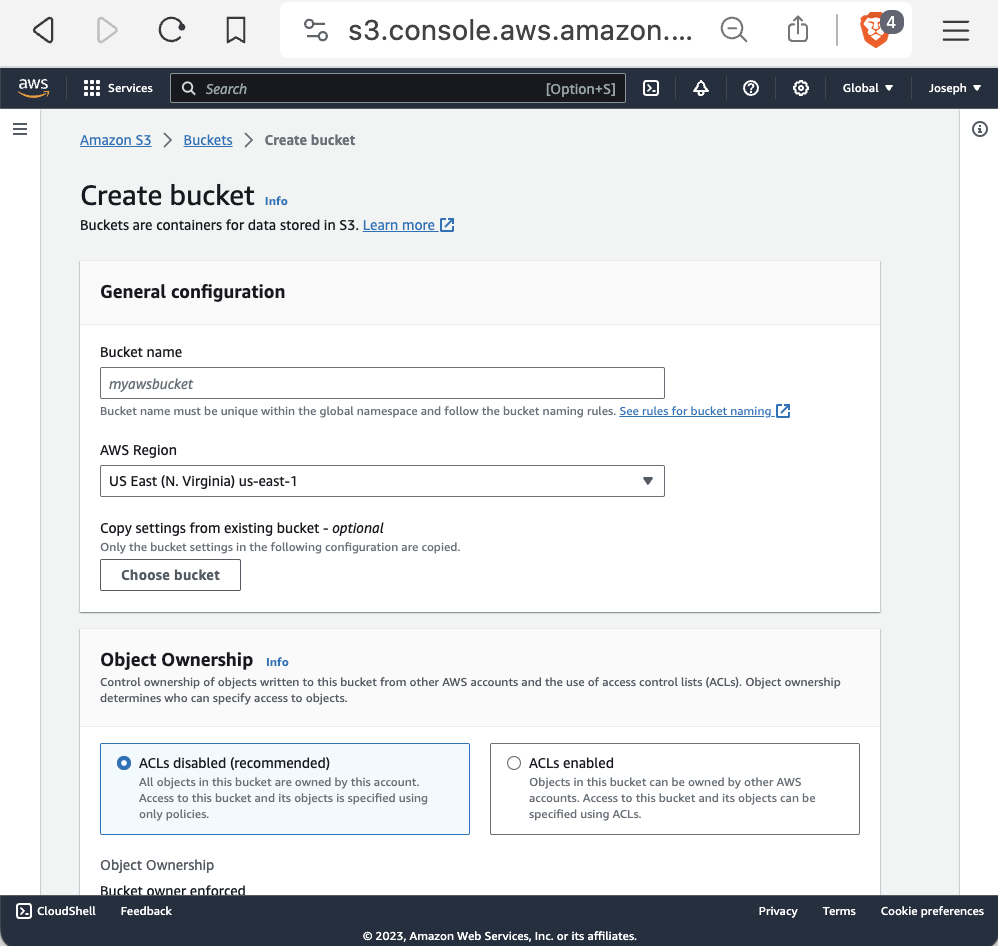 s3.console.aws.amazon....
4
aws
Services
Search
[Option+S]
Global
Joseph
Amazon S3
Buckets
Create bucket
Create bucket
Info
Buckets are containers for data stored in S3. Learn more
General configuration
Bucket name
myawsbucket
Bucket name must be unique within the global namespace and follow the bucket naming rules. See rules for bucket naming
AWS Region
US East (N. Virginia) us-east-1
Copy settings from existing bucket - optional
Only the bucket settings in the following configuration are copied.
Choose bucket
Object Ownership
Info
Control ownership of objects written to this bucket from other AWS accounts and the use of access control lists (ACLs). Object ownership
determines who can specify access to objects.
ACLs disabled (recommended)
All objects in this bucket are owned by this account.
Access to this bucket and its objects is specified using
only policies.
ACLs enabled
Objects in this bucket can be owned by other AWS
accounts. Access to this bucket and its objects can be
specified using ACLs.
Object Ownership
Bucket owner enforced
CloudShell
Feedback
Privacy
Terms
Cookie preferences
© 2023, Amazon Web Services, Inc. or its affiliates.